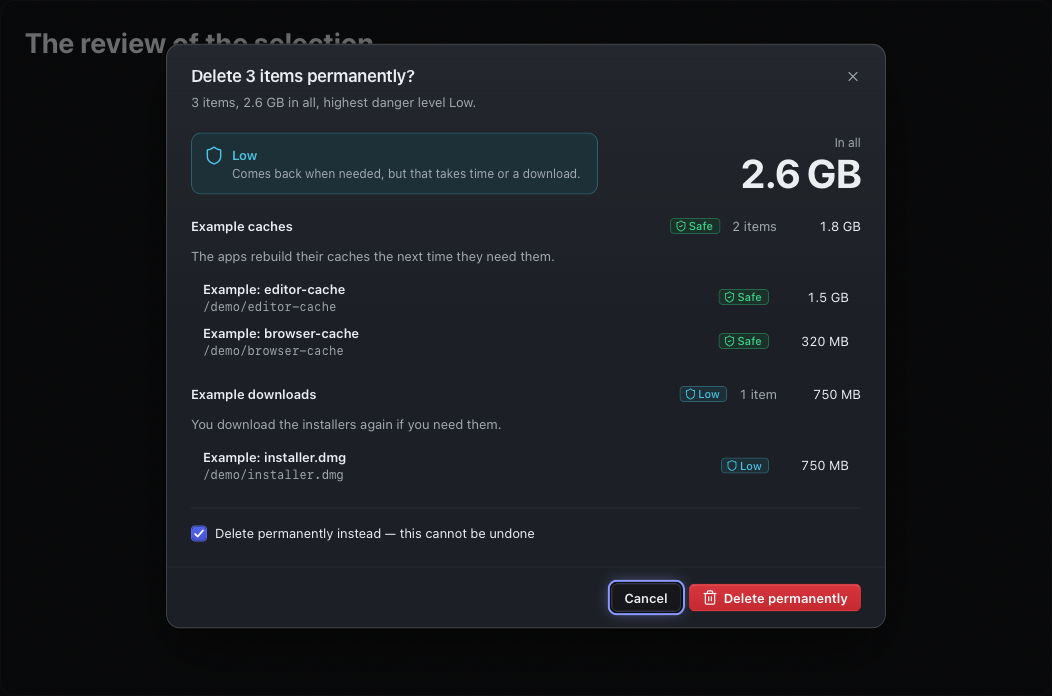 The review of the selection
Delete 3 items permanently?
3 items, 2.6 GB in all, highest danger level Low.
Low
Comes back when needed, but that takes time or a download.
In all
2.6 GB
Example caches
Safe
2 items
1.8 GB
The apps rebuild their caches the next time they need them.
Example: editor-cache
/demo/editor-cache
Safe
1.5 GB
Example: browser-cache
/demo/browser-cache
Safe
320 MB
Example downloads
Low
1 item
750 MB
You download the installers again if you need them.
Example: installer.dmg
/demo/installer.dmg
Low
750 MB
Delete permanently instead — this cannot be undone
Cancel
Delete permanently